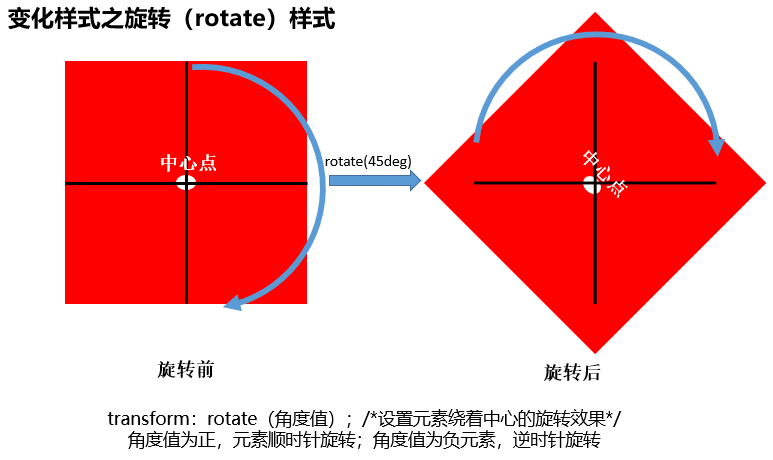 变化样式之旋转（rotate）样式
中心点
rotate(45deg)
中心点
旋转前
旋转后
transform：rotate（角度值）；/*设置元素绕着中心的旋转效果*/
角度值为正，元素顺时针旋转；角度值为负元素，逆时针旋转